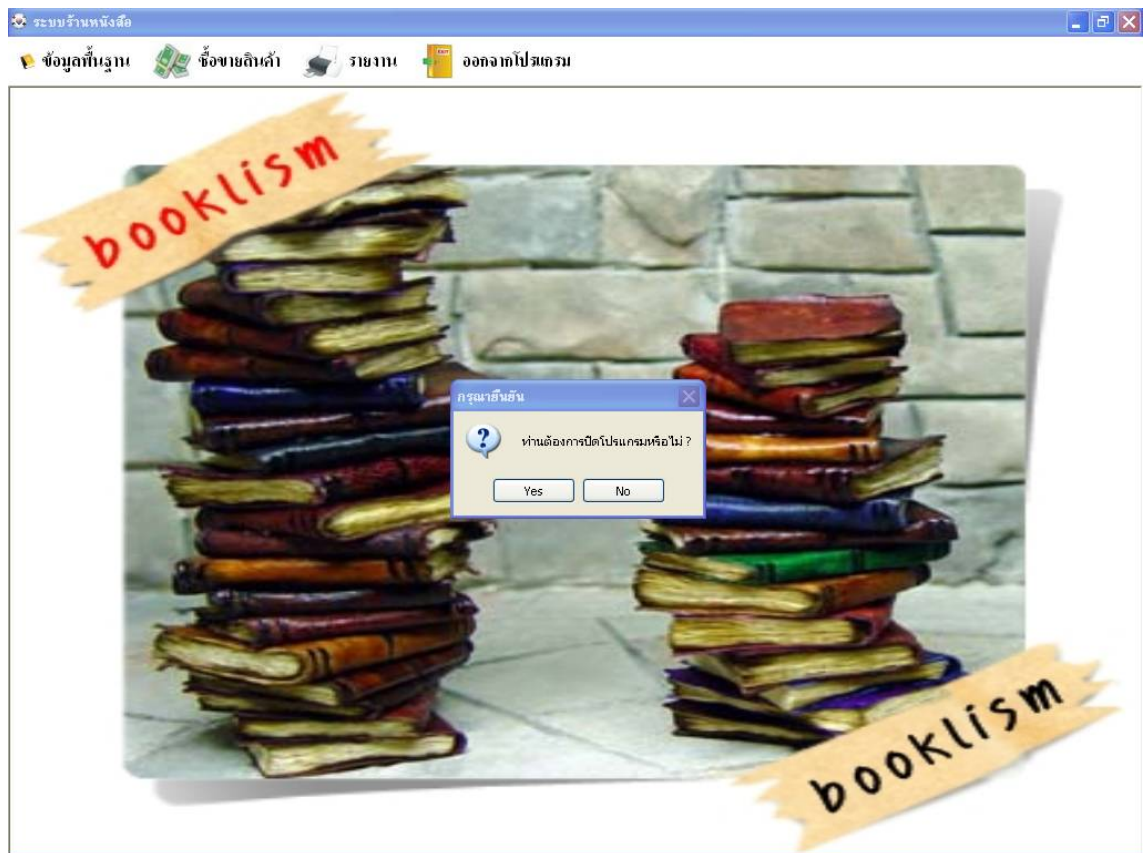 ระบบร้านหนังสือ
ข้อมูลพื้นฐาน ซื้อขายสินค้า รายงาน EXIT ออกจากโปรแกรม
booklism
กรุณายืนยัน
ท่านต้องการปิดโปรแกรมหรือไม่ ?
Yes No
booklism